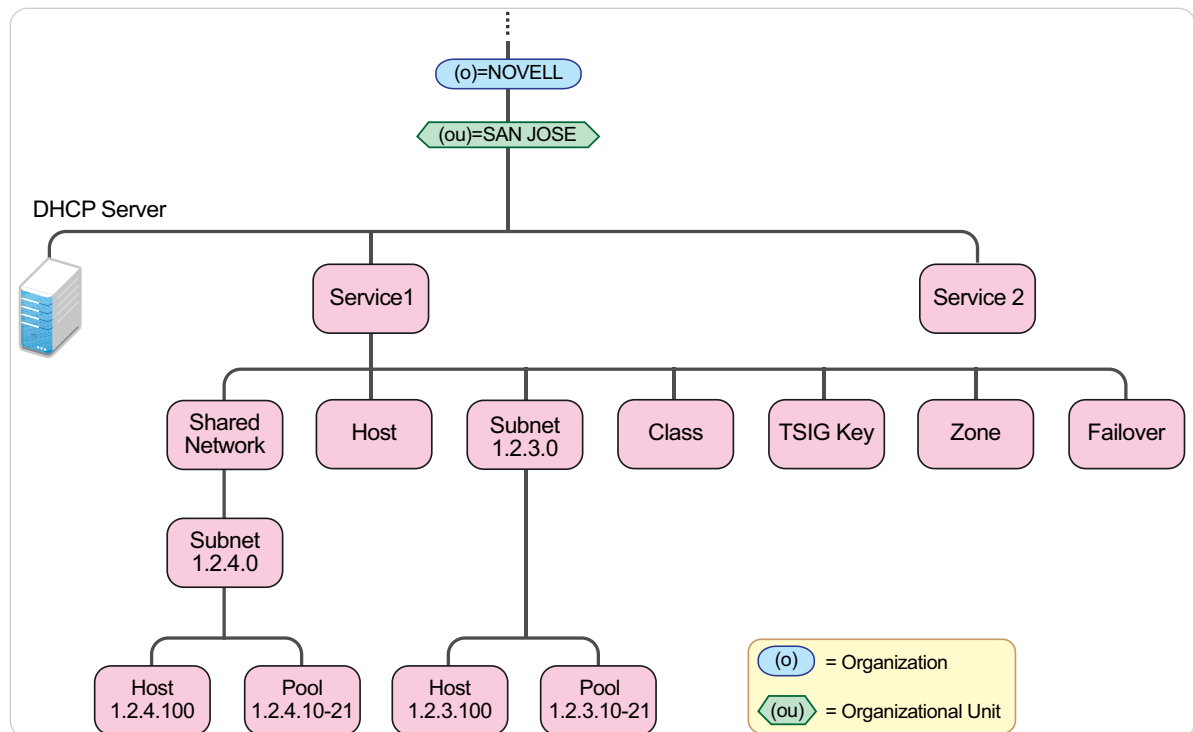 (o)=NOVELL
(ou)=SAN JOSE
DHCP Server
Service1
Service 2
Shared
Network
Host
Subnet
1.2.3.0
Class
TSIG Key
Zone
Failover
Subnet
1.2.4.0
Host
1.2.4.100
Pool
1.2.4.10-21
Host
1.2.3.100
Pool
1.2.3.10-21
(o) = Organization
(ou) = Organizational Unit